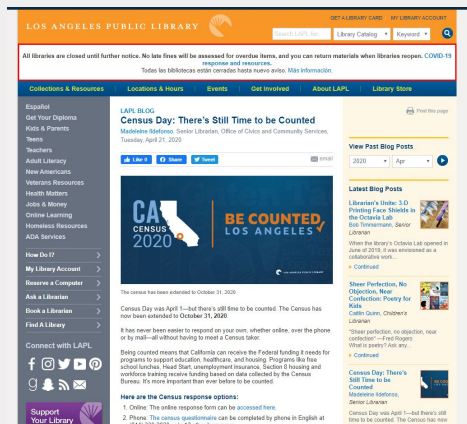 LOS ANGELES PUBLIC LIBRARY
GET A LIBRARY CARD MY LIBRARY ACCOUNT
Search LAPL for: Library Catalog Keyword
All libraries are closed until further notice. No late fines will be assessed for overdue items, and you can return materials when libraries reopen. COVID-19
response and resources.
Todas las bibliotecas están cerradas hasta nuevo aviso. Más información.
Collections & Resources Locations & Hours Events Get Involved About LAPL Library Store
Español
Get Your Diploma
Kids & Parents
Teens
Teachers
Adult Literacy
New Americans
Veterans Resources
Health Matters
Jobs & Money
Online Learning
Homeless Resources
ADA Services
How Do I?
My Library Account
Reserve a Computer
Ask a Librarian
Book a Librarian
Find A Library
Connect with LAPL
Support
Your Library
LAPL BLOG
Census Day: There's Still Time to be Counted
Madeleine Ildefonso, Senior Librarian, Office of Civics and Community Services,
Tuesday, April 21, 2020
Like 0 Share Tweet email
CA
CENSUS
2020
BE COUNTED
LOS ANGELES
LOS ANGELES PUBLIC LIBRARY
The census has been extended to October 31, 2020
Census Day was April 1—but there's still time to be counted. The Census has
now been extended to October 31, 2020.
It has never been easier to respond on your own, whether online, over the phone
or by mail—all without having to meet a Census taker.
Being counted means that California can receive the Federal funding it needs for
programs to support education, healthcare, and housing. Programs like free
school lunches, Head Start, unemployment insurance, Section 8 housing and
workforce training receive funding based on data collected by the Census
Bureau. It's more important than ever before to be counted.
Here are the Census response options:
1. Online: The online response form can be accessed here.
2. Phone: The census questionnaire can be completed by phone in English at
Print this page
View Past Blog Posts
2020 Apr
Latest Blog Posts
Librarian's Unite: 3-D
Printing Face Shields in
the Octavia Lab
Bob Timmermann, Senior
Librarian
When the library's Octavia Lab opened in
June of 2019, it was envisioned as a
collaborative work...
Continued
Sheer Perfection, No
Objection, Near
Confection: Poetry for
Kids
Caitlin Quinn, Children's
Librarian
"Sheer perfection, no objection, near
confection" —Fred Rogers
What is poetry? Ask any...
Continued
Census Day: There's
Still Time to be
Counted
Madeleine Ildefonso,
Senior Librarian
Census Day was April 1—but there's still
time to be counted. The Census has now